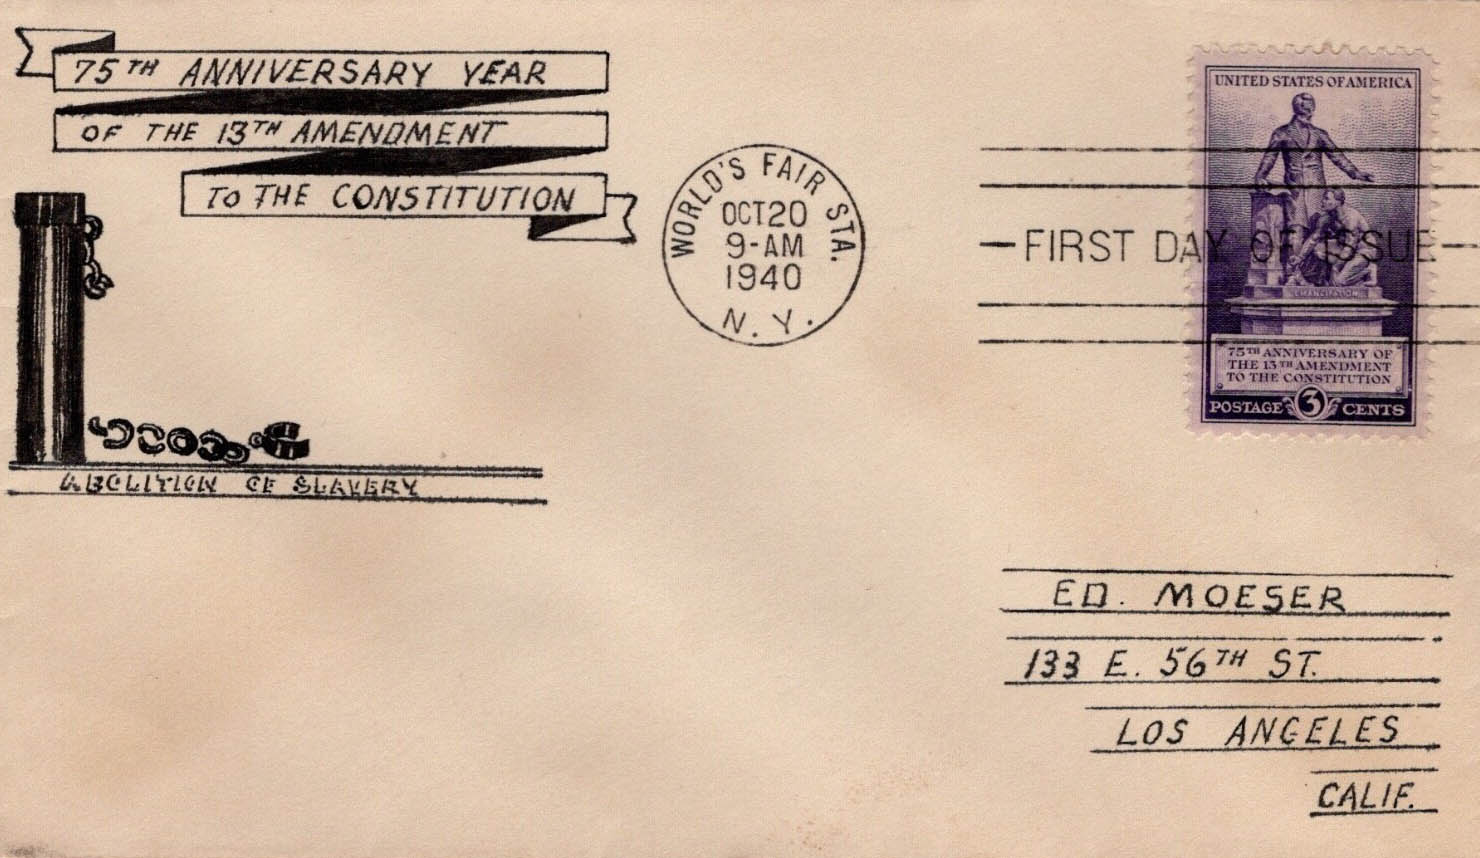 75TH ANNIVERSARY YEAR
OF THE 13TH AMENDMENT
TO THE CONSTITUTION
ABOLITION OF SLAVERY
WORLD'S FAIR STA.
OCT 20
9-AM
1940
N. Y.
—FIRST DAY OF ISSUE—
UNITED STATES OF AMERICA
EMANCIPATION
75TH ANNIVERSARY OF
THE 13TH AMENDMENT
TO THE CONSTITUTION
POSTAGE 3 CENTS
ED. MOESER
133 E. 56TH ST.
LOS ANGELES
CALIF.